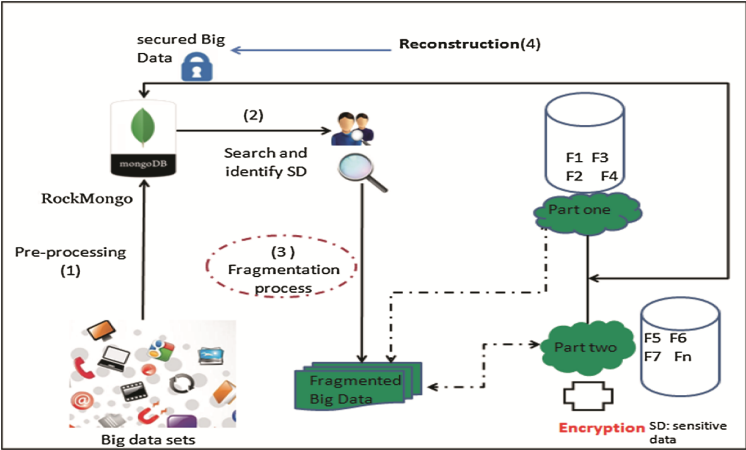 secured Big
Data
Reconstruction(4)
(2)
mongoDB
Search and
identify SD
F1 F3
F2 F4
RockMongo
Part one
Pre-processing
(1)
(3 )
Fragmentation
process
F5 F6
F7 Fn
Part two
Fragmented
Big Data
Encryption SD: sensitive
data
Big data sets